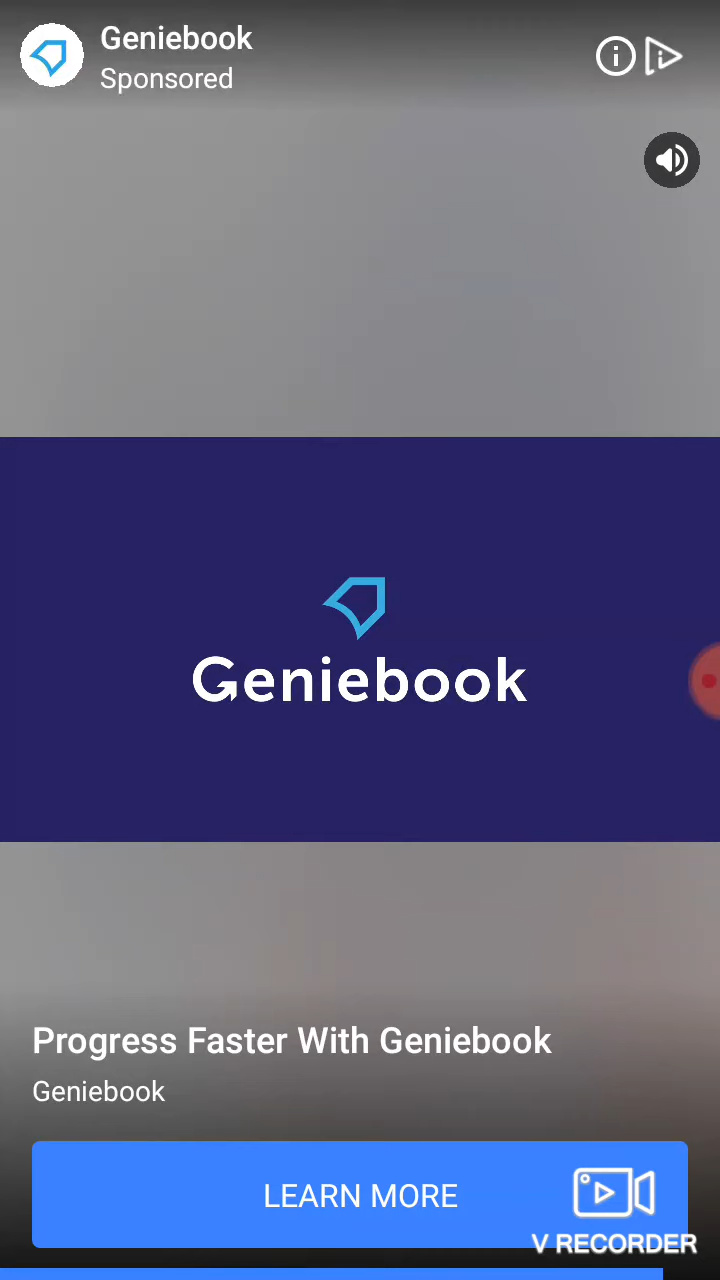 Geniebook
Sponsored
Geniebook
Progress Faster With Geniebook
Geniebook
LEARN MORE
V RECORDER